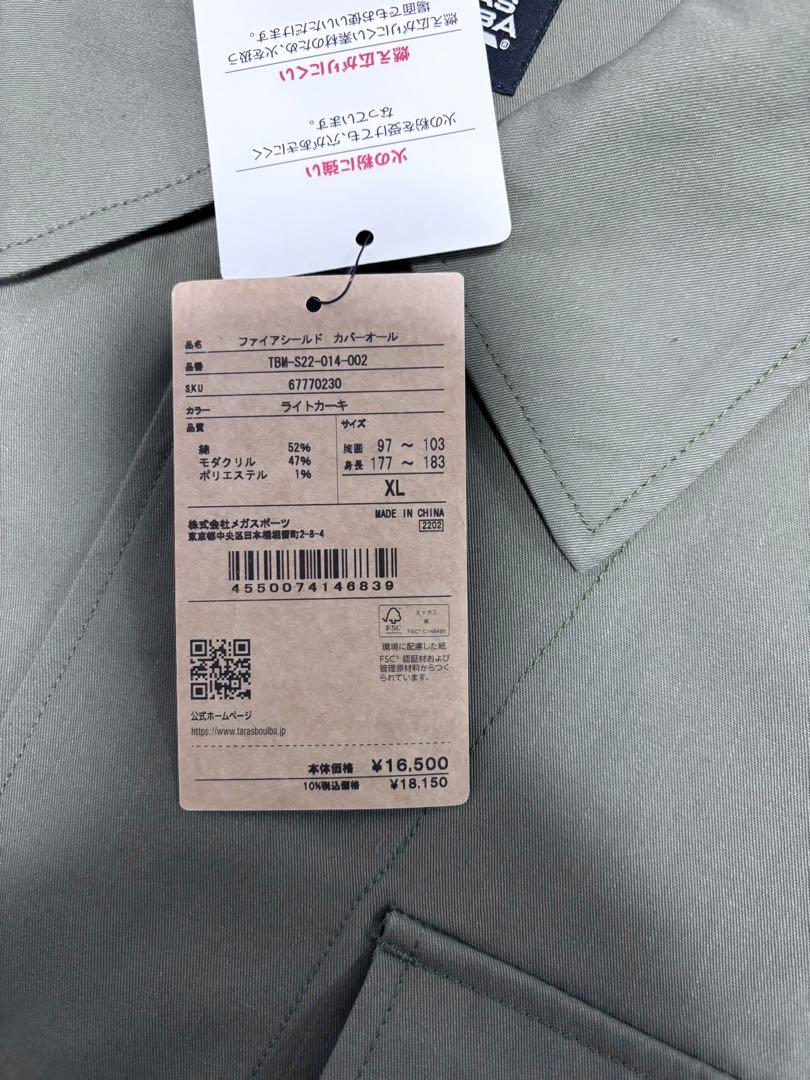 S
BA
®
火の粉に強い
火の粉を受けても、穴があきにくく
なっています。
燃え広がりにくい
燃え広がりにくい素材のため、火を扱う
場面でもお使いいただけます。
品名 ファイアシールド カバーオール
品番 TBM-S22-014-002
SKU 67770230
カラー ライトカーキ
品質 サイズ
綿 52%
モダクリル 47%
ポリエステル 1%
胸囲 97 ～ 103
身長 177 ～ 183
XL
MADE IN CHINA
2202
株式会社メガスポーツ
東京都中央区日本橋堀留町2-8-4
4550074146839
FSC
ミックス
紙
FSC® C146460
環境に配慮した紙
FSC® 認証材および
管理原材料からつく
られています。
公式ホームページ
https://www.tarasboulba.jp
本体価格 ¥16,500
10%税込価格 ¥18,150